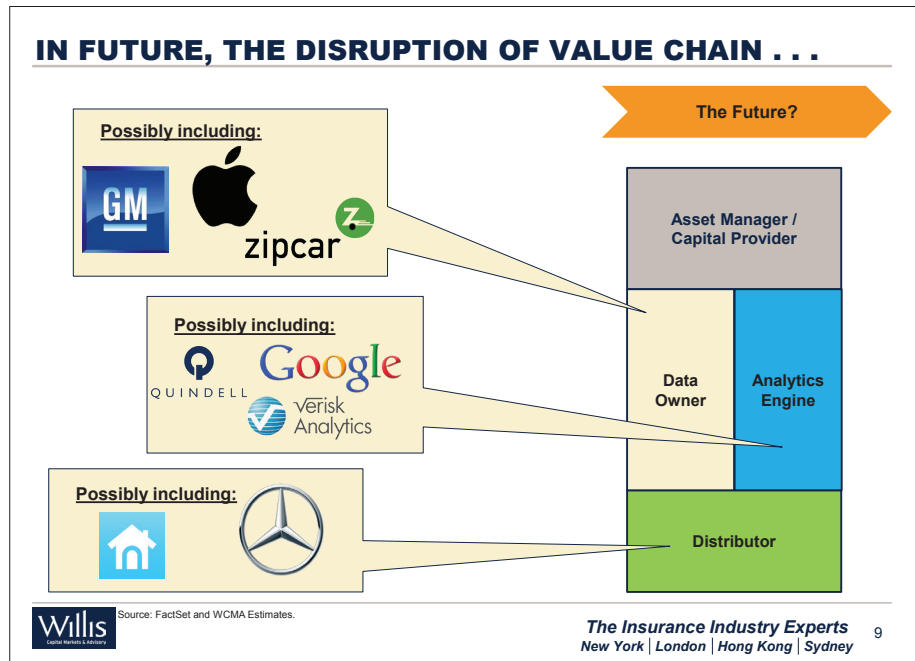 IN FUTURE, THE DISRUPTION OF VALUE CHAIN . . .
The Future?
Possibly including:
GM
zipcar
Z
Asset Manager /
Capital Provider
Possibly including:
QUINDELL
Google
Verisk
Analytics
Data
Owner
Analytics
Engine
Possibly including:
Distributor
Willis
Capital Markets & Advisory
Source: FactSet and WCMA Estimates.
The Insurance Industry Experts
New York | London | Hong Kong | Sydney
9